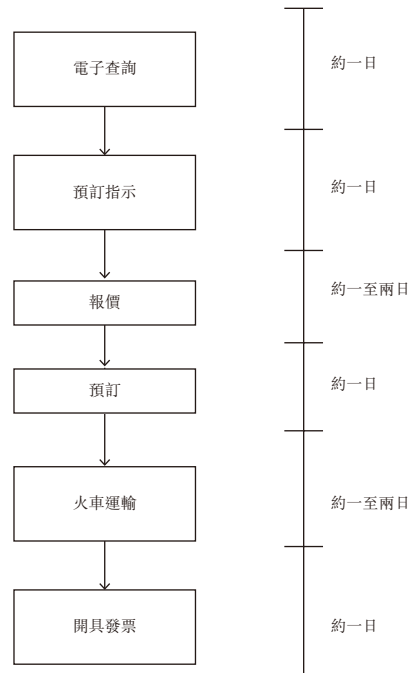 電子查詢
約一日
預訂指示
約一日
報價
約一至兩日
預訂
約一日
火車運輸
約一至兩日
開具發票
約一日